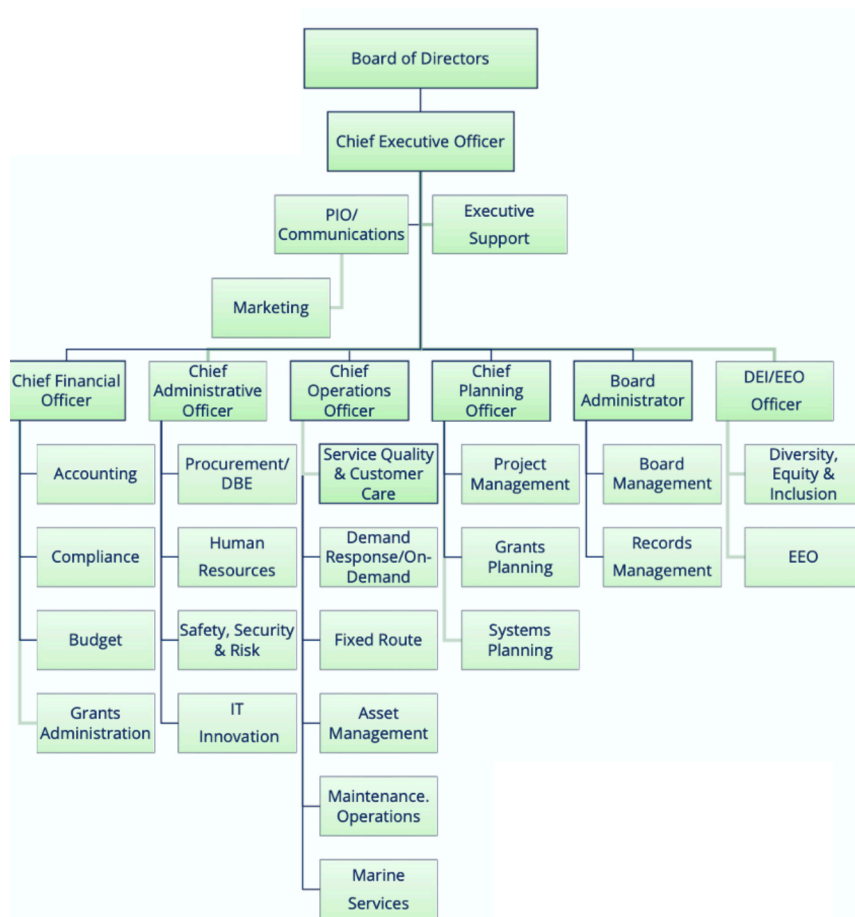 Board of Directors
Chief Executive Officer
PIO/
Communications
Executive
Support
Marketing
Chief Financial
Officer
Chief
Administrative
Officer
Chief
Operations
Officer
Chief
Planning
Officer
Board
Administrator
DEI/EEO
Officer
Accounting
Compliance
Budget
Grants
Administration
Procurement/
DBE
Human
Resources
Safety, Security
& Risk
IT
Innovation
Service Quality
& Customer
Care
Demand
Response/On-
Demand
Fixed Route
Asset
Management
Maintenance.
Operations
Marine
Services
Project
Management
Grants
Planning
Systems
Planning
Board
Management
Records
Management
Diversity,
Equity &
Inclusion
EEO